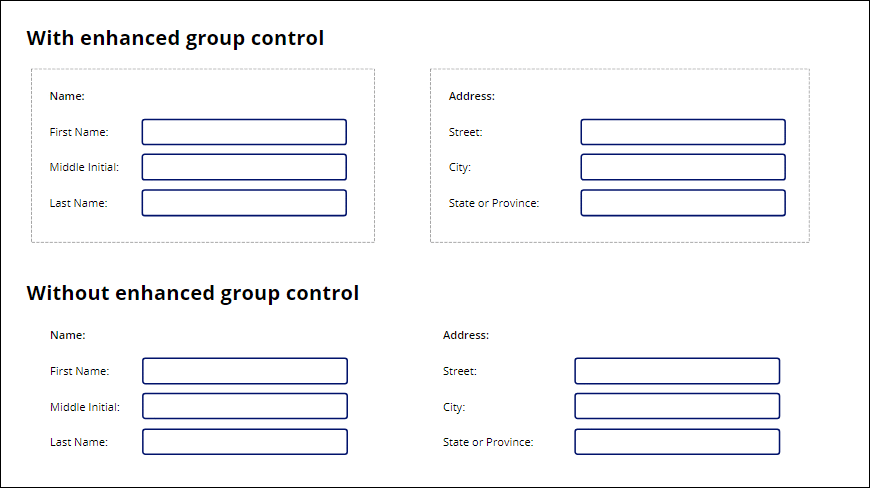 With enhanced group control
Name:
First Name:
Middle Initial:
Last Name:
Address:
Street:
City:
State or Province:
Without enhanced group control
Name:
First Name:
Middle Initial:
Last Name:
Address:
Street:
City:
State or Province: